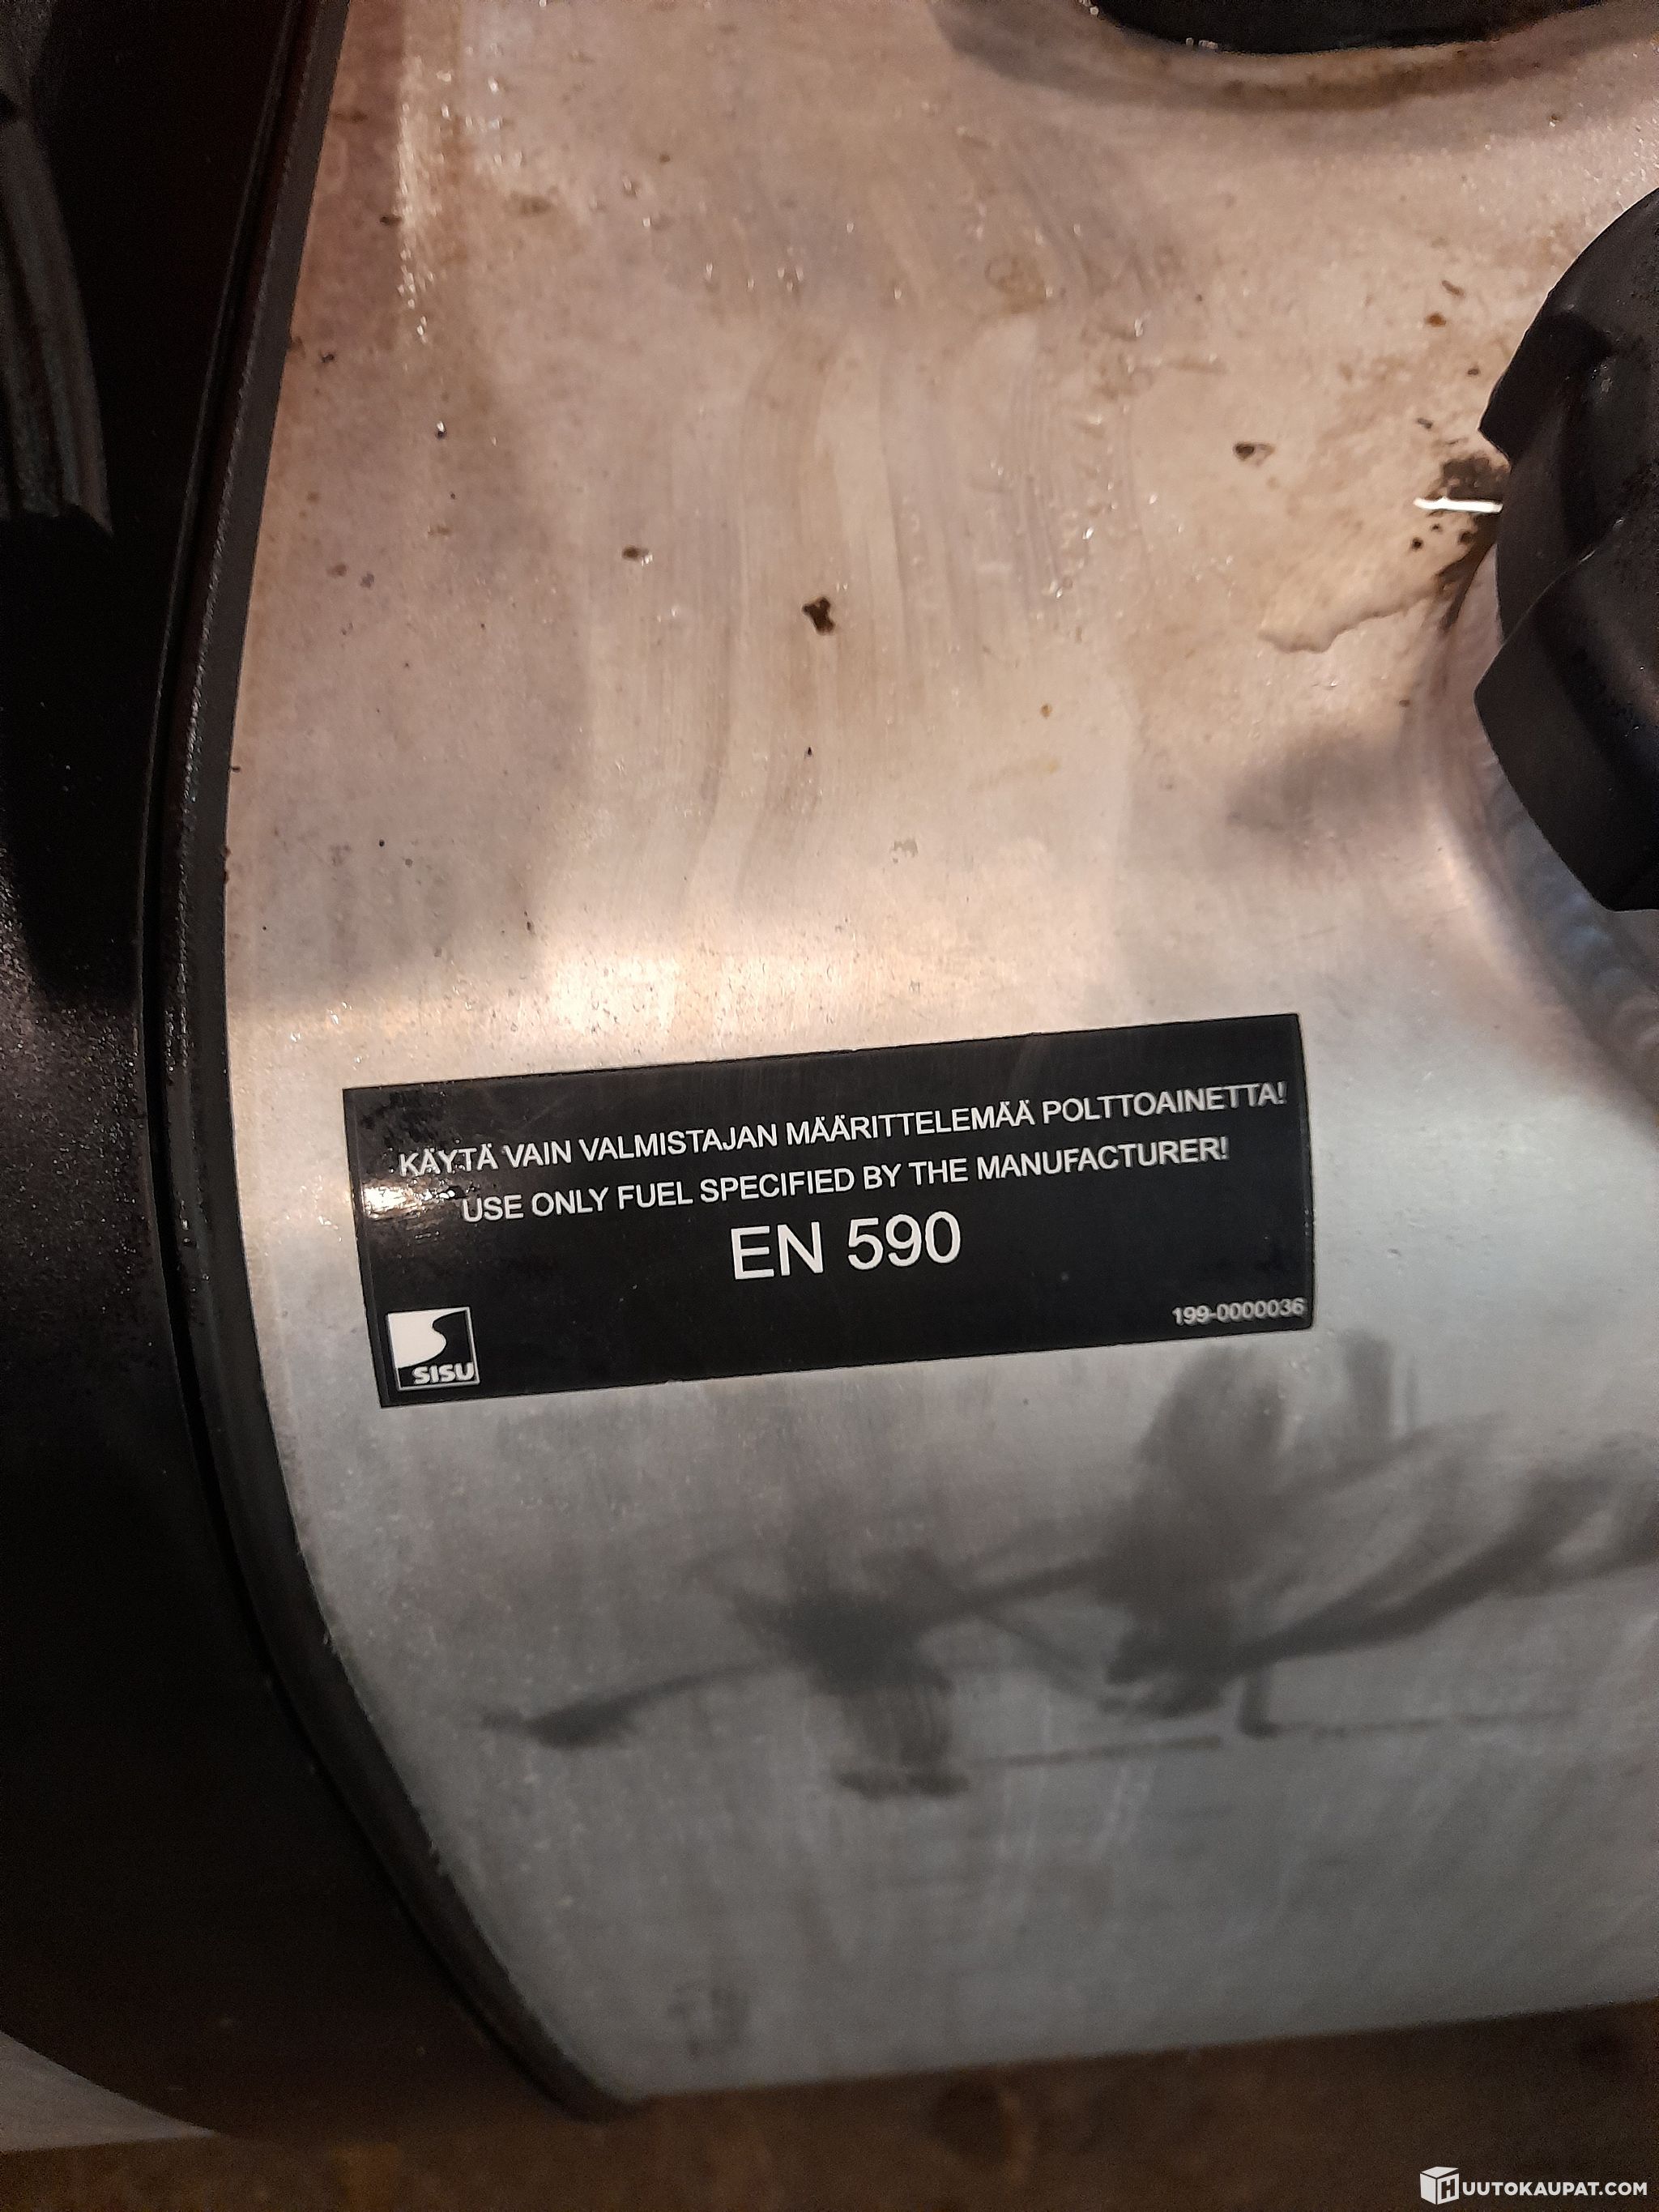 KÄYTÄ VAIN VALMISTAJAN MÄÄRITTELEMÄÄ POLTTOAINETTA!
USE ONLY FUEL SPECIFIED BY THE MANUFACTURER!
EN 590
199-0000036
SISU
HUUTOKAUPAT.COM